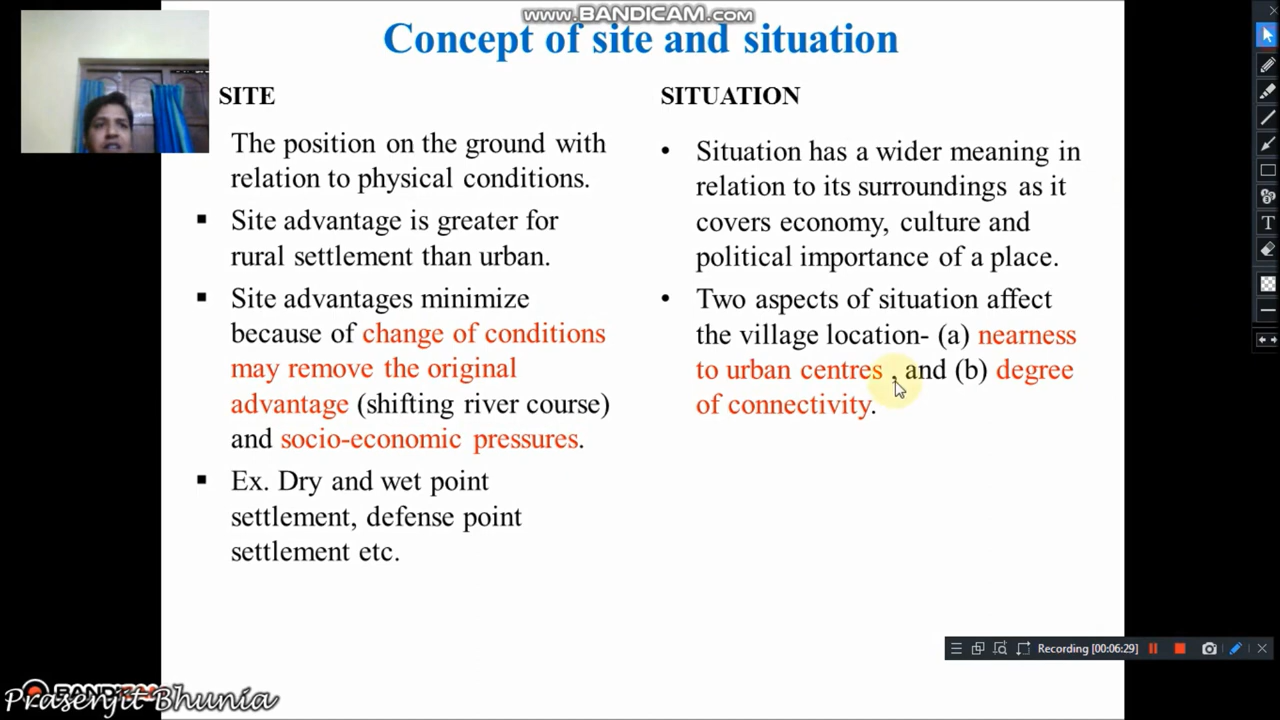 www.BANDICAM.com
Concept of site and situation
SITE
The position on the ground with
relation to physical conditions.
▪ Site advantage is greater for
rural settlement than urban.
▪ Site advantages minimize
because of change of conditions
may remove the original
advantage (shifting river course)
and socio-economic pressures.
▪ Ex. Dry and wet point
settlement, defense point
settlement etc.
SITUATION
• Situation has a wider meaning in
relation to its surroundings as it
covers economy, culture and
political importance of a place.
• Two aspects of situation affect
the village location- (a) nearness
to urban centres , and (b) degree
of connectivity.
T
Recording [00:06:29]
BANDICAM
Prasenjit Bhunia